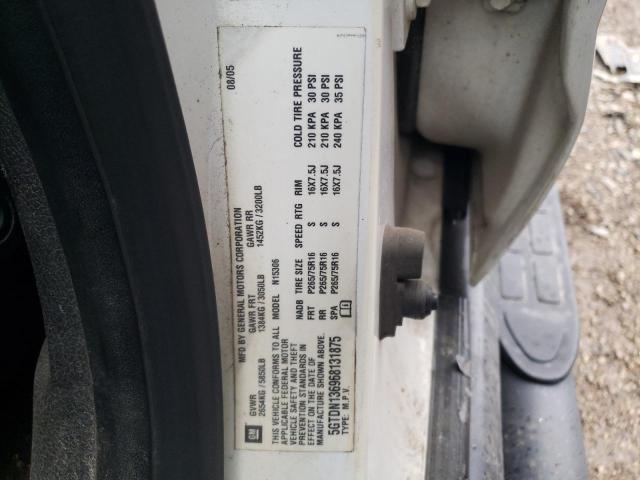 08/05
GM
MFD BY GENERAL MOTORS CORPORATION
GVWR GAWR FRT GAWR RR
2654KG/5850LB 1384KG/3050LB 1452KG/3200LB
THIS VEHICLE CONFORMS TO ALL
APPLICABLE FEDERAL MOTOR
VEHICLE SAFETY AND THEFT
PREVENTION STANDARDS IN
EFFECT ON THE DATE OF
MANUFACTURE SHOWN ABOVE.
5GTDN136968131875
TYPE: M.P.V.
MODEL N15306
NADB TIRE SIZE SPEED RTG RIM COLD TIRE PRESSURE
FRT P265/75R16 S 16X7.5J 210 KPA 30 PSI
RR P265/75R16 S 16X7.5J 210 KPA 30 PSI
SPA P265/75R16 S 16X7.5J 240 KPA 35 PSI